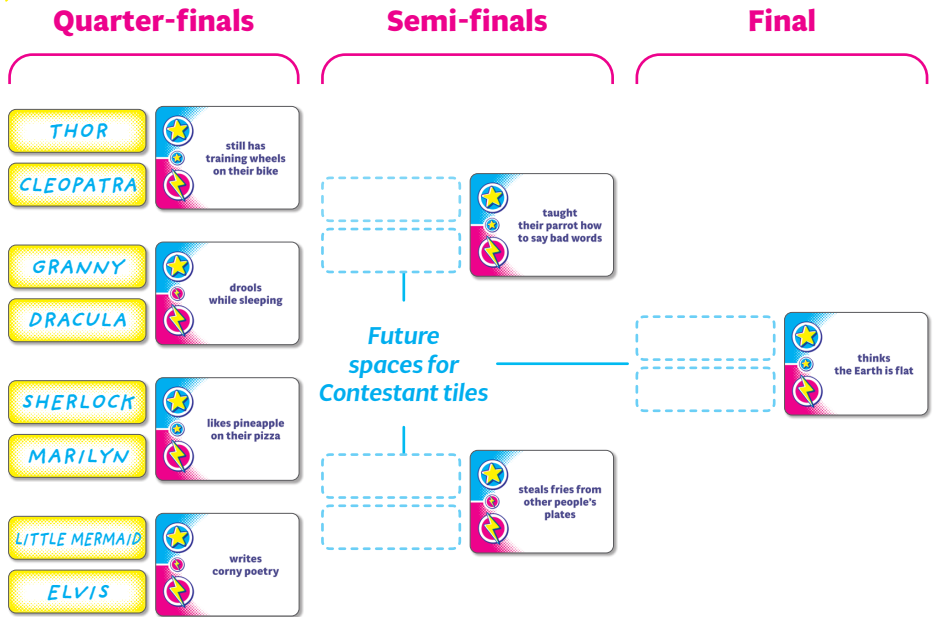 Quarter-finals
Semi-finals
Final
THOR
CLEOPATRA
still has
training wheels
on their bike
GRANNY
DRACULA
drools
while sleeping
SHERLOCK
MARILYN
likes pineapple
on their pizza
LITTLE MERMAID
ELVIS
writes
corny poetry
taught
their parrot how
to say bad words
Future
spaces for
Contestant tiles
steals fries from
other people's
plates
thinks
the Earth is flat